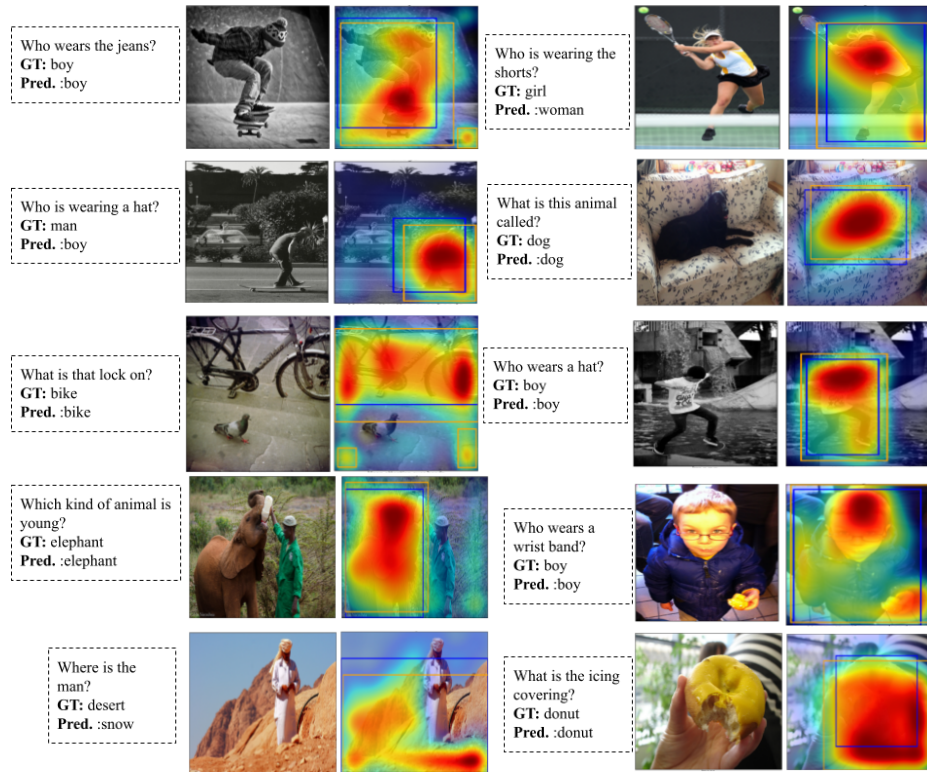 Who wears the jeans?
GT: boy
Pred. :boy
Who is wearing the
shorts?
GT: girl
Pred. :woman
Who is wearing a hat?
GT: man
Pred. :boy
What is this animal
called?
GT: dog
Pred. :dog
What is that lock on?
GT: bike
Pred. :bike
Who wears a hat?
GT: boy
Pred. :boy
Which kind of animal is
young?
GT: elephant
Pred. :elephant
Who wears a
wrist band?
GT: boy
Pred. :boy
Where is the
man?
GT: desert
Pred. :snow
What is the icing
covering?
GT: donut
Pred. :donut